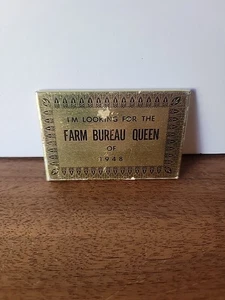 I'M LOOKING FOR THE
FARM BUREAU QUEEN
OF
1948